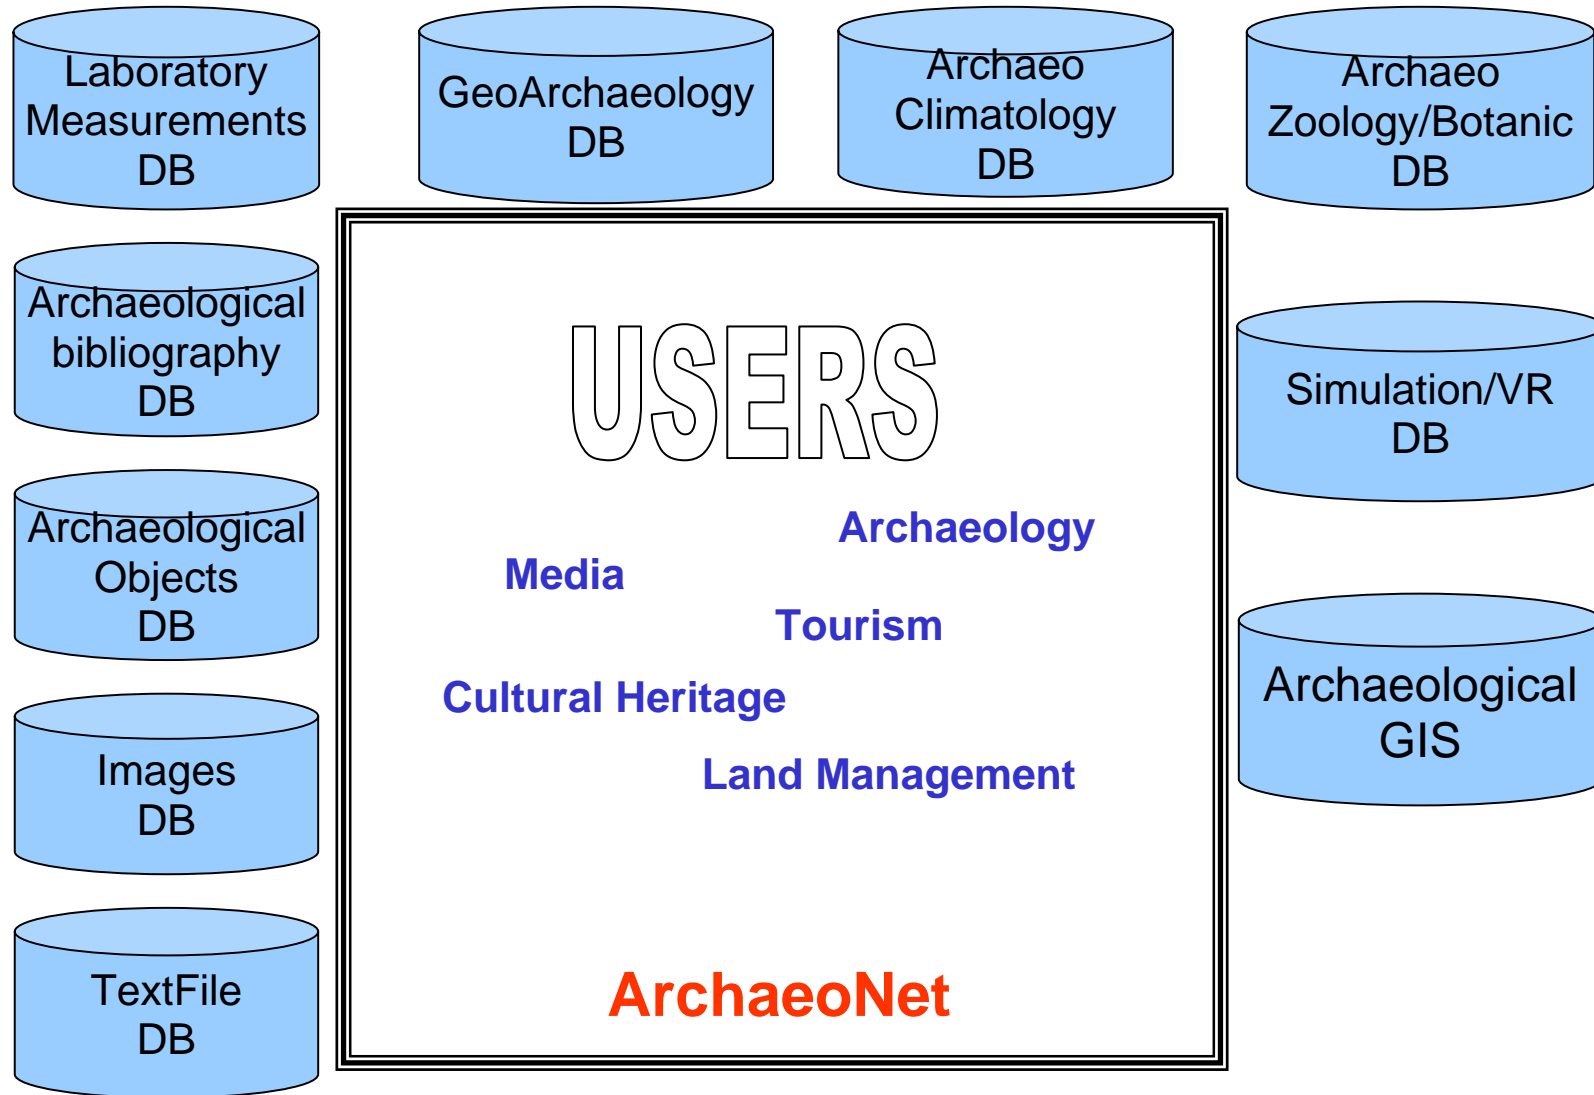 Laboratory
Measurements
DB
GeoArchaeology
DB
Archaeo
Climatology
DB
Archaeo
Zoology/Botanic
DB
Archaeological
bibliography
DB
Archaeological
Objects
DB
Images
DB
TextFile
DB
USERS
Archaeology
Media
Tourism
Cultural Heritage
Land Management
ArchaeoNet
Simulation/VR
DB
Archaeological
GIS